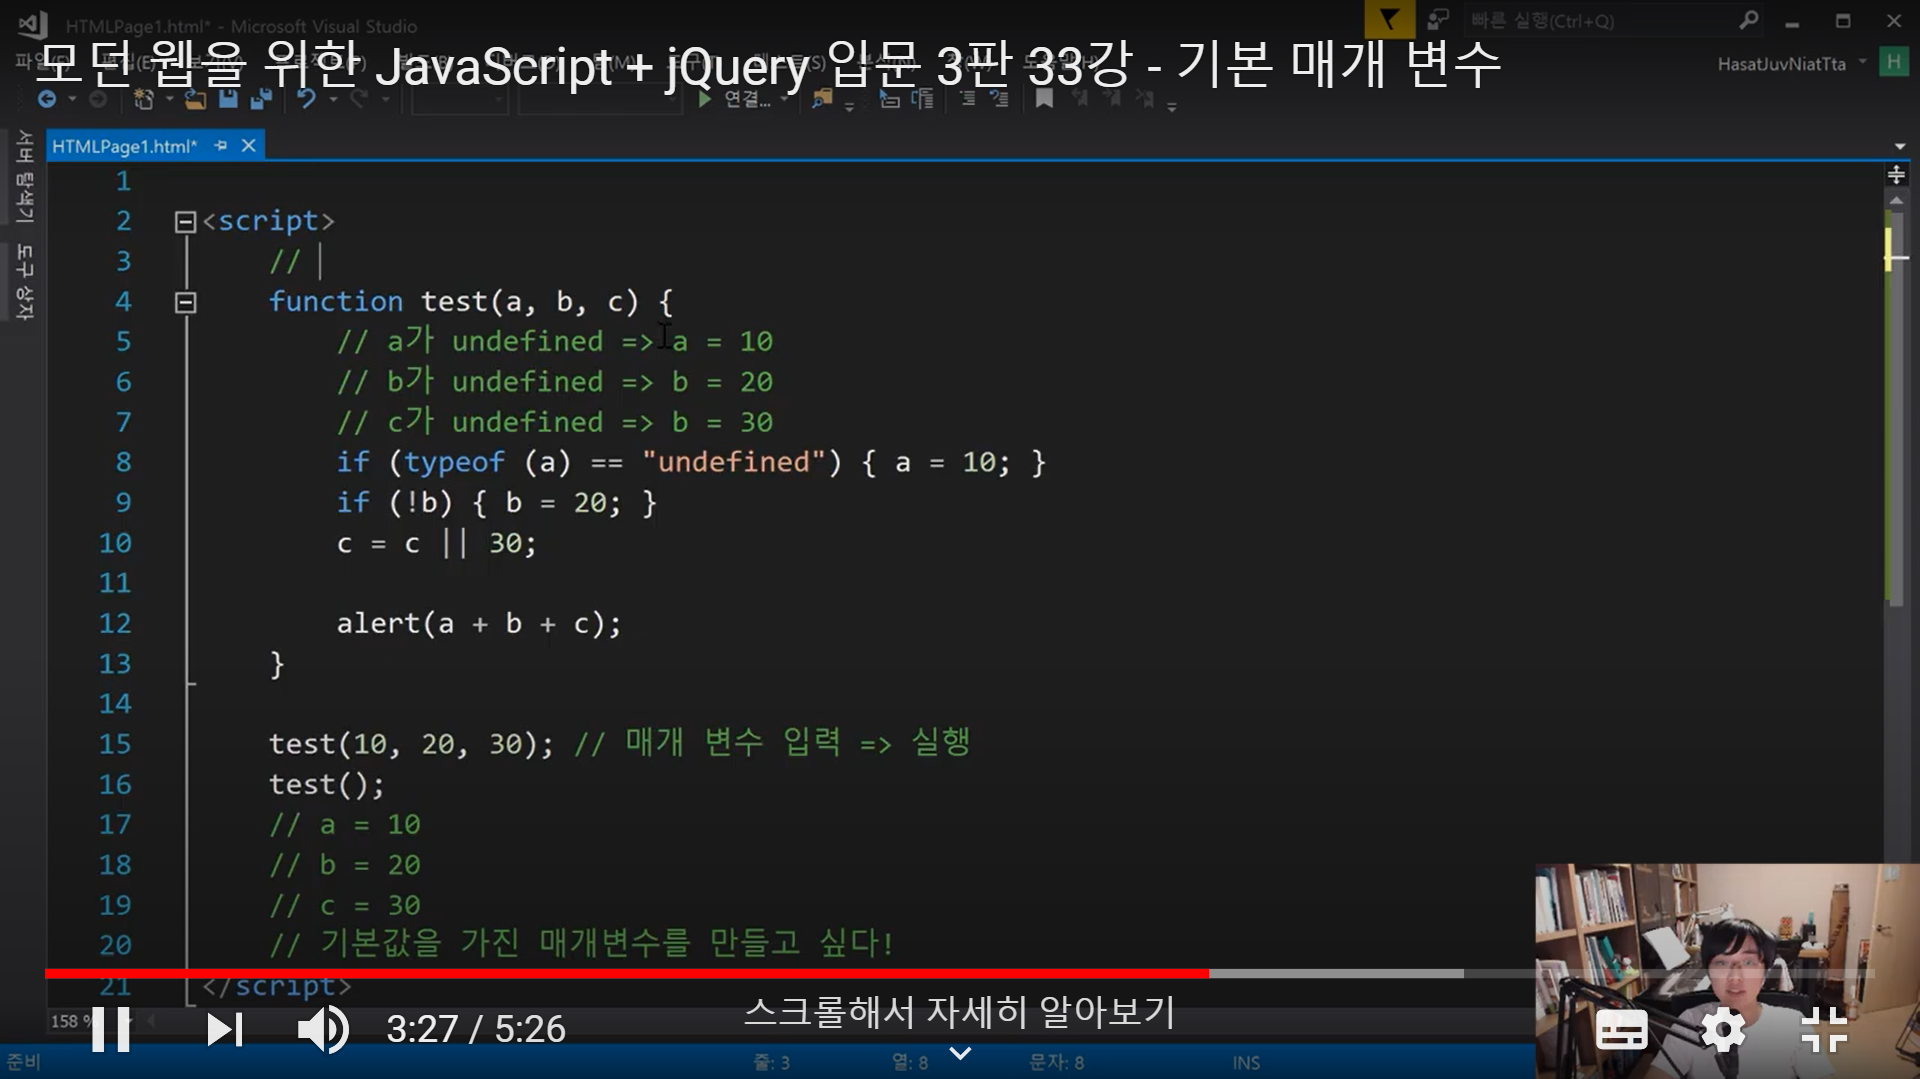 HTMLPage1.html* - Microsoft Visual Studio
빠른 실행(Ctrl+Q)
모던 웹을 위한 JavaScript + jQuery 입문 3판 33강 - 기본 매개 변수
HasatJuvNiatTta
H
연결...
HTMLPage1.html*
서버 탐색기
도구 상자
1
2 <script>
3 //
4 function test(a, b, c) {
5 // a가 undefined => a = 10
6 // b가 undefined => b = 20
7 // c가 undefined => b = 30
8 if (typeof (a) == "undefined") { a = 10; }
9 if (!b) { b = 20; }
10 c = c || 30;
11
12 alert(a + b + c);
13 }
14
15 test(10, 20, 30); // 매개 변수 입력 => 실행
16 test();
17 // a = 10
18 // b = 20
19 // c = 30
20 // 기본값을 가진 매개변수를 만들고 싶다!
21 </script>
158 %
3:27 / 5:26
스크롤해서 자세히 알아보기
준비
줄: 3
열: 8
문자: 8
INS